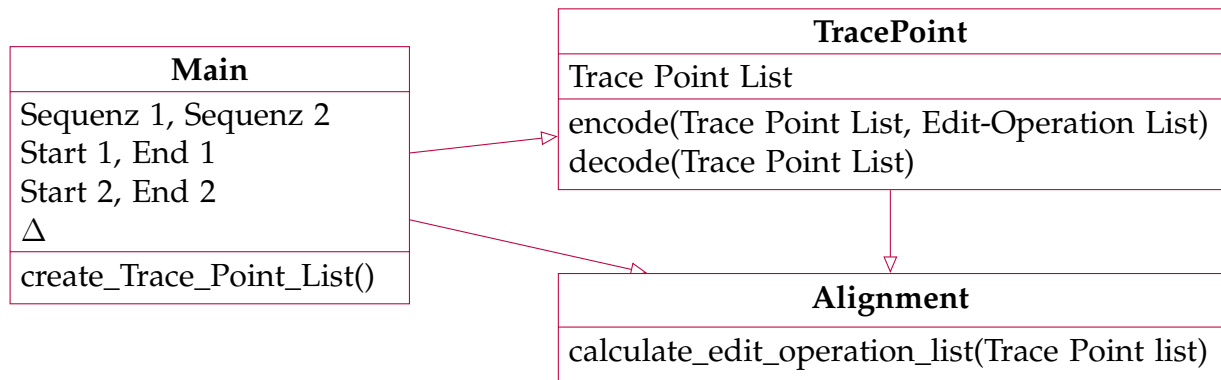 Main
Sequenz 1, Sequenz 2
Start 1, End 1
Start 2, End 2
Δ
create_Trace_Point_List()
TracePoint
Trace Point List
encode(Trace Point List, Edit-Operation List)
decode(Trace Point List)
Alignment
calculate_edit_operation_list(Trace Point list)